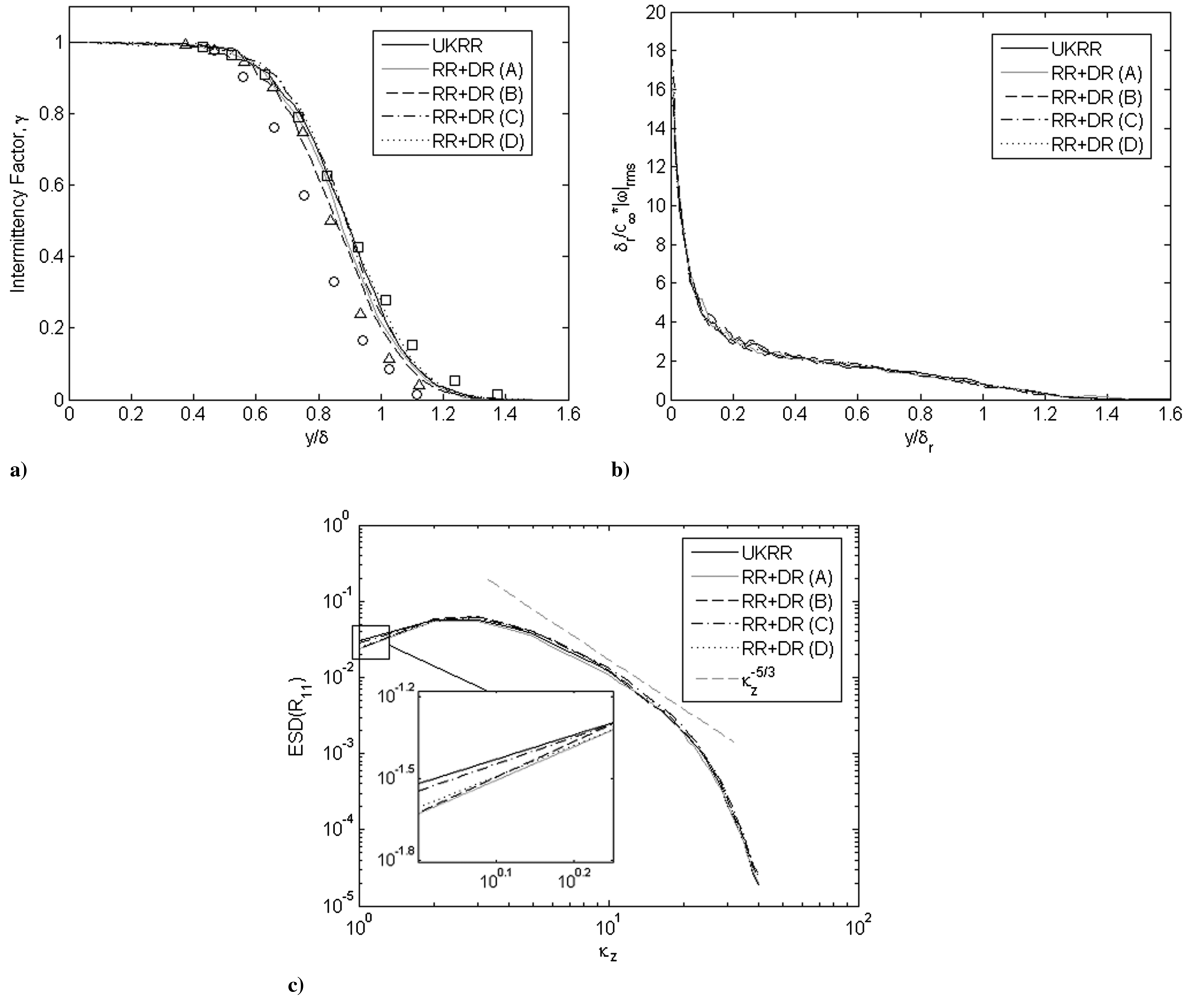 1
0.8
0.6
0.4
0.2
0
Intermittency Factor, γ
0 0.2 0.4 0.6 0.8 1 1.2 1.4 1.6
y/δ
UKRR
RR+DR (A)
RR+DR (B)
RR+DR (C)
RR+DR (D)
a)
20
18
16
14
12
10
8
6
4
2
0
δr/c∞*|ω|rms
0 0.2 0.4 0.6 0.8 1 1.2 1.4 1.6
y/δr
UKRR
RR+DR (A)
RR+DR (B)
RR+DR (C)
RR+DR (D)
b)
10^0
10^-1
10^-2
10^-3
10^-4
10^-5
ESD(R11)
10^0 10^1 10^2
κz
UKRR
RR+DR (A)
RR+DR (B)
RR+DR (C)
RR+DR (D)
κz^-5/3
10^-1.2
10^-1.5
10^-1.8
10^0.1 10^0.2
c)